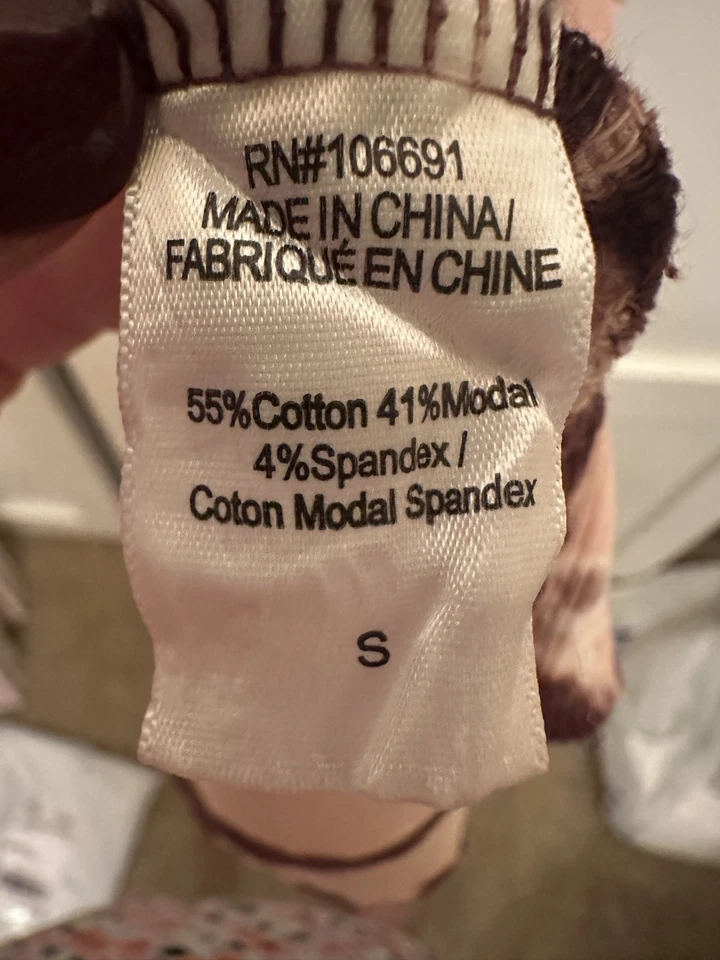 RN#106691
MADE IN CHINA/
FABRIQUÉ EN CHINE
55%Cotton 41%Modal
4%Spandex /
Coton Modal Spandex
S